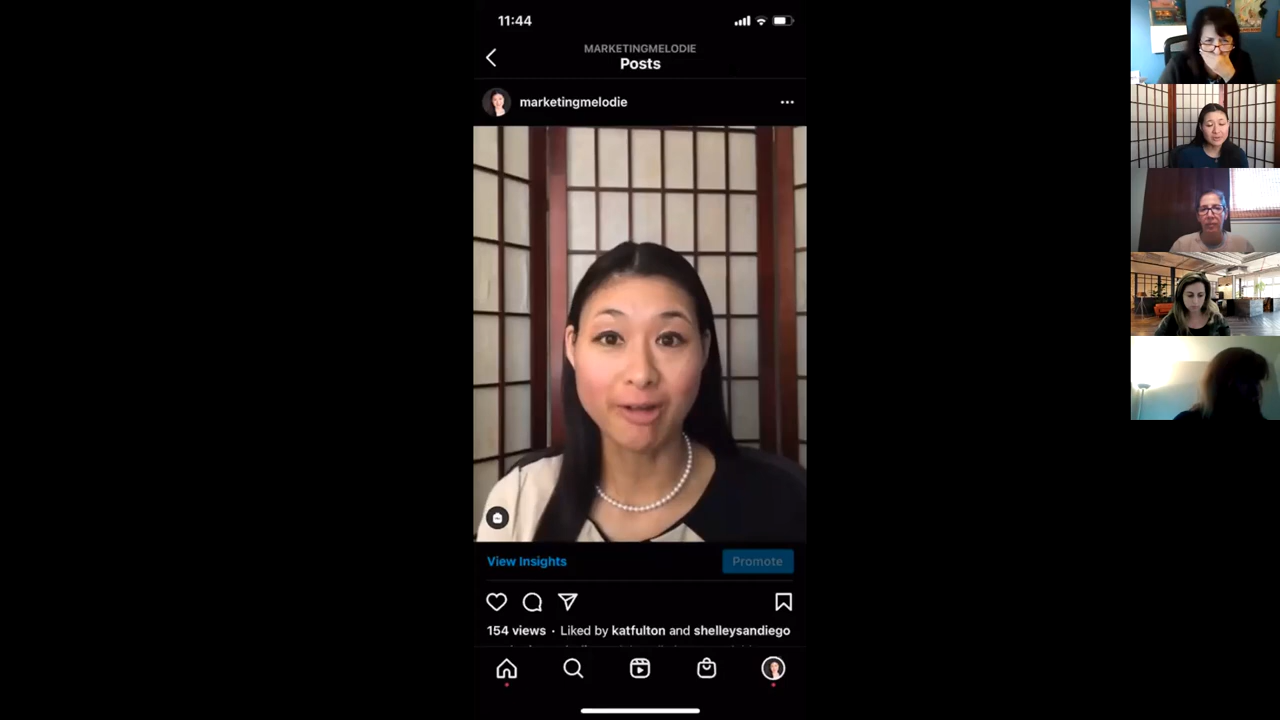 11:44
MARKETINGMELODIE
Posts
marketingmelodie
View Insights
Promote
154 views · Liked by katfulton and shelleysandiego